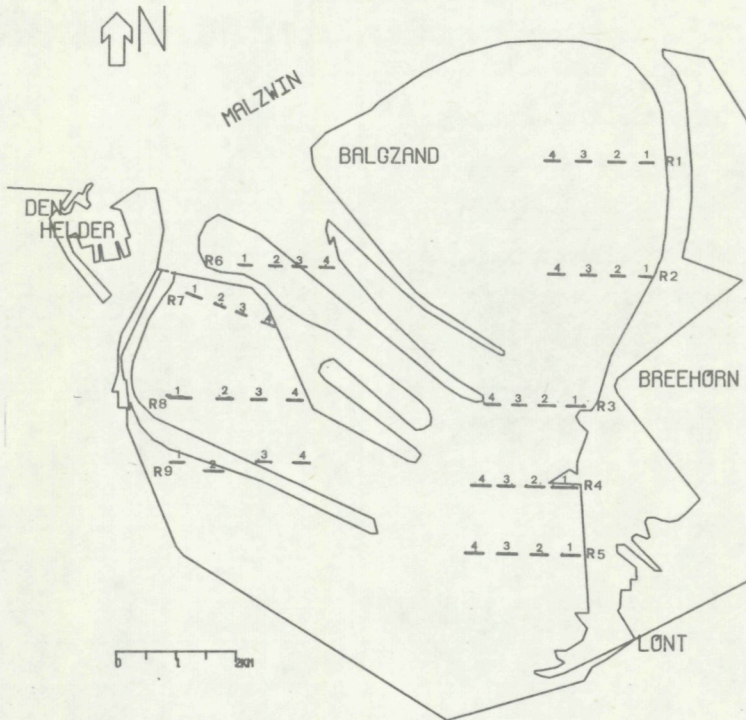 N
MALZWIN
BALGZAND
4 3 2 1 R1
DEN
HELDER
R6 1 2 3 4
4 3 2 1 R2
R7 1 2 3 4
BREEHØRN
R8 1 2 3 4
4 3 2 1 R3
R9 1 2 3 4
4 3 2 1 R4
4 3 2 1 R5
LØNT
0 1 2KM